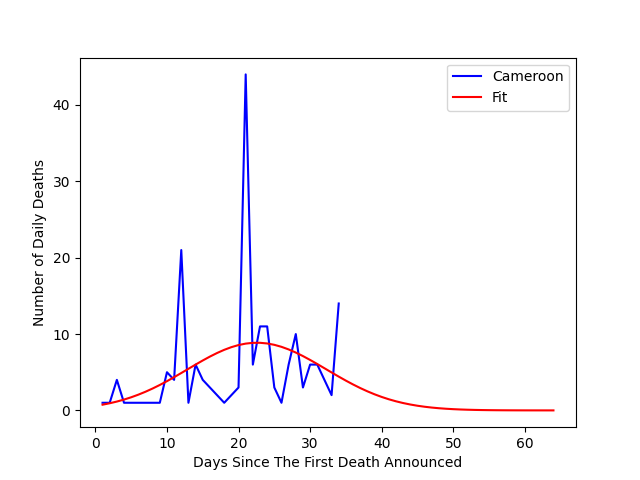 Cameroon
Fit
Number of Daily Deaths
40
30
20
10
0
0 10 20 30 40 50 60
Days Since The First Death Announced